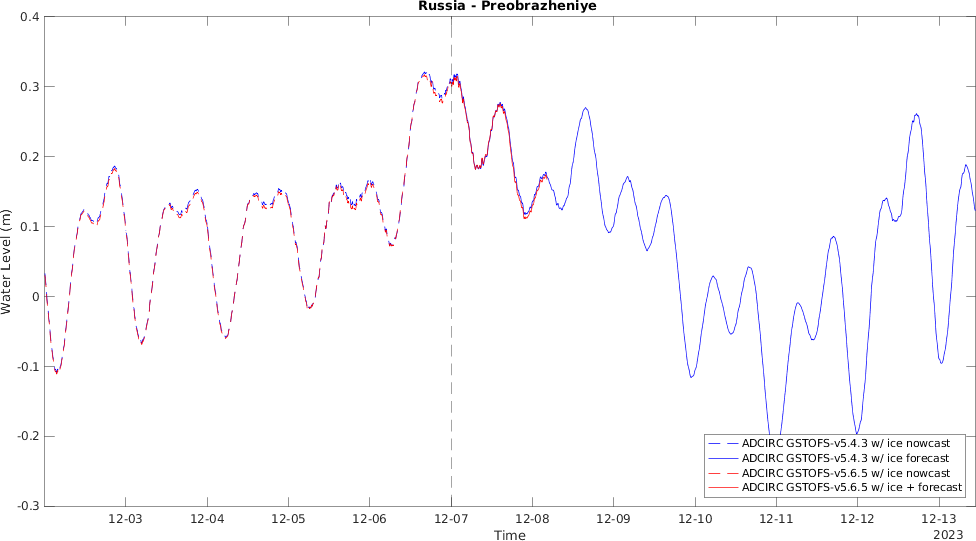 Russia - Preobrazheniye
0.4
0.3
0.2
0.1
0
-0.1
-0.2
-0.3
Water Level (m)
ADCIRC GSTOFS-v5.4.3 w/ ice nowcast
ADCIRC GSTOFS-v5.4.3 w/ ice forecast
ADCIRC GSTOFS-v5.6.5 w/ ice nowcast
ADCIRC GSTOFS-v5.6.5 w/ ice + forecast
12-03 12-04 12-05 12-06 12-07 12-08 12-09 12-10 12-11 12-12 12-13
Time
2023